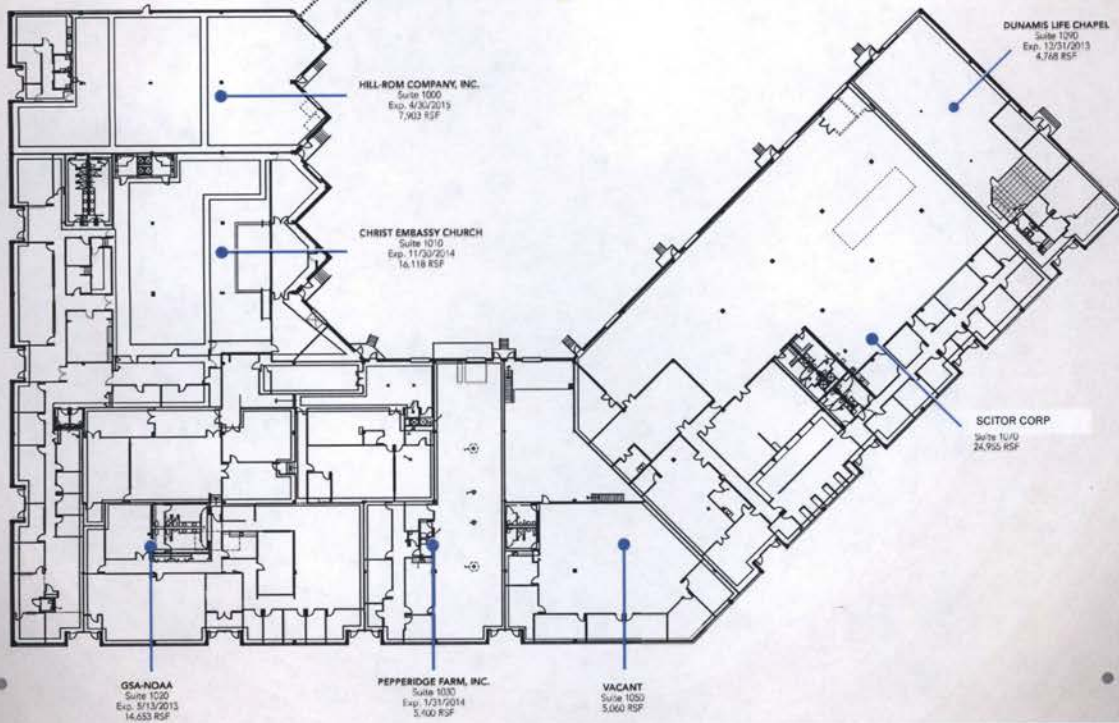 DUNAMIS LIFE CHAPEL
Suite 1090
Exp. 12/31/2013
4,768 RSF
HILL-ROM COMPANY, INC.
Suite 1000
Exp. 4/30/2015
7,903 RSF
CHRIST EMBASSY CHURCH
Suite 1010
Exp. 11/30/2014
16,118 RSF
SCITOR CORP
Suite 1070
24,955 RSF
GSA-NOAA
Suite 1020
Exp. 5/13/2013
14,653 RSF
PEPPERIDGE FARM, INC.
Suite 1030
Exp. 1/31/2014
5,400 RSF
VACANT
Suite 1050
5,060 RSF